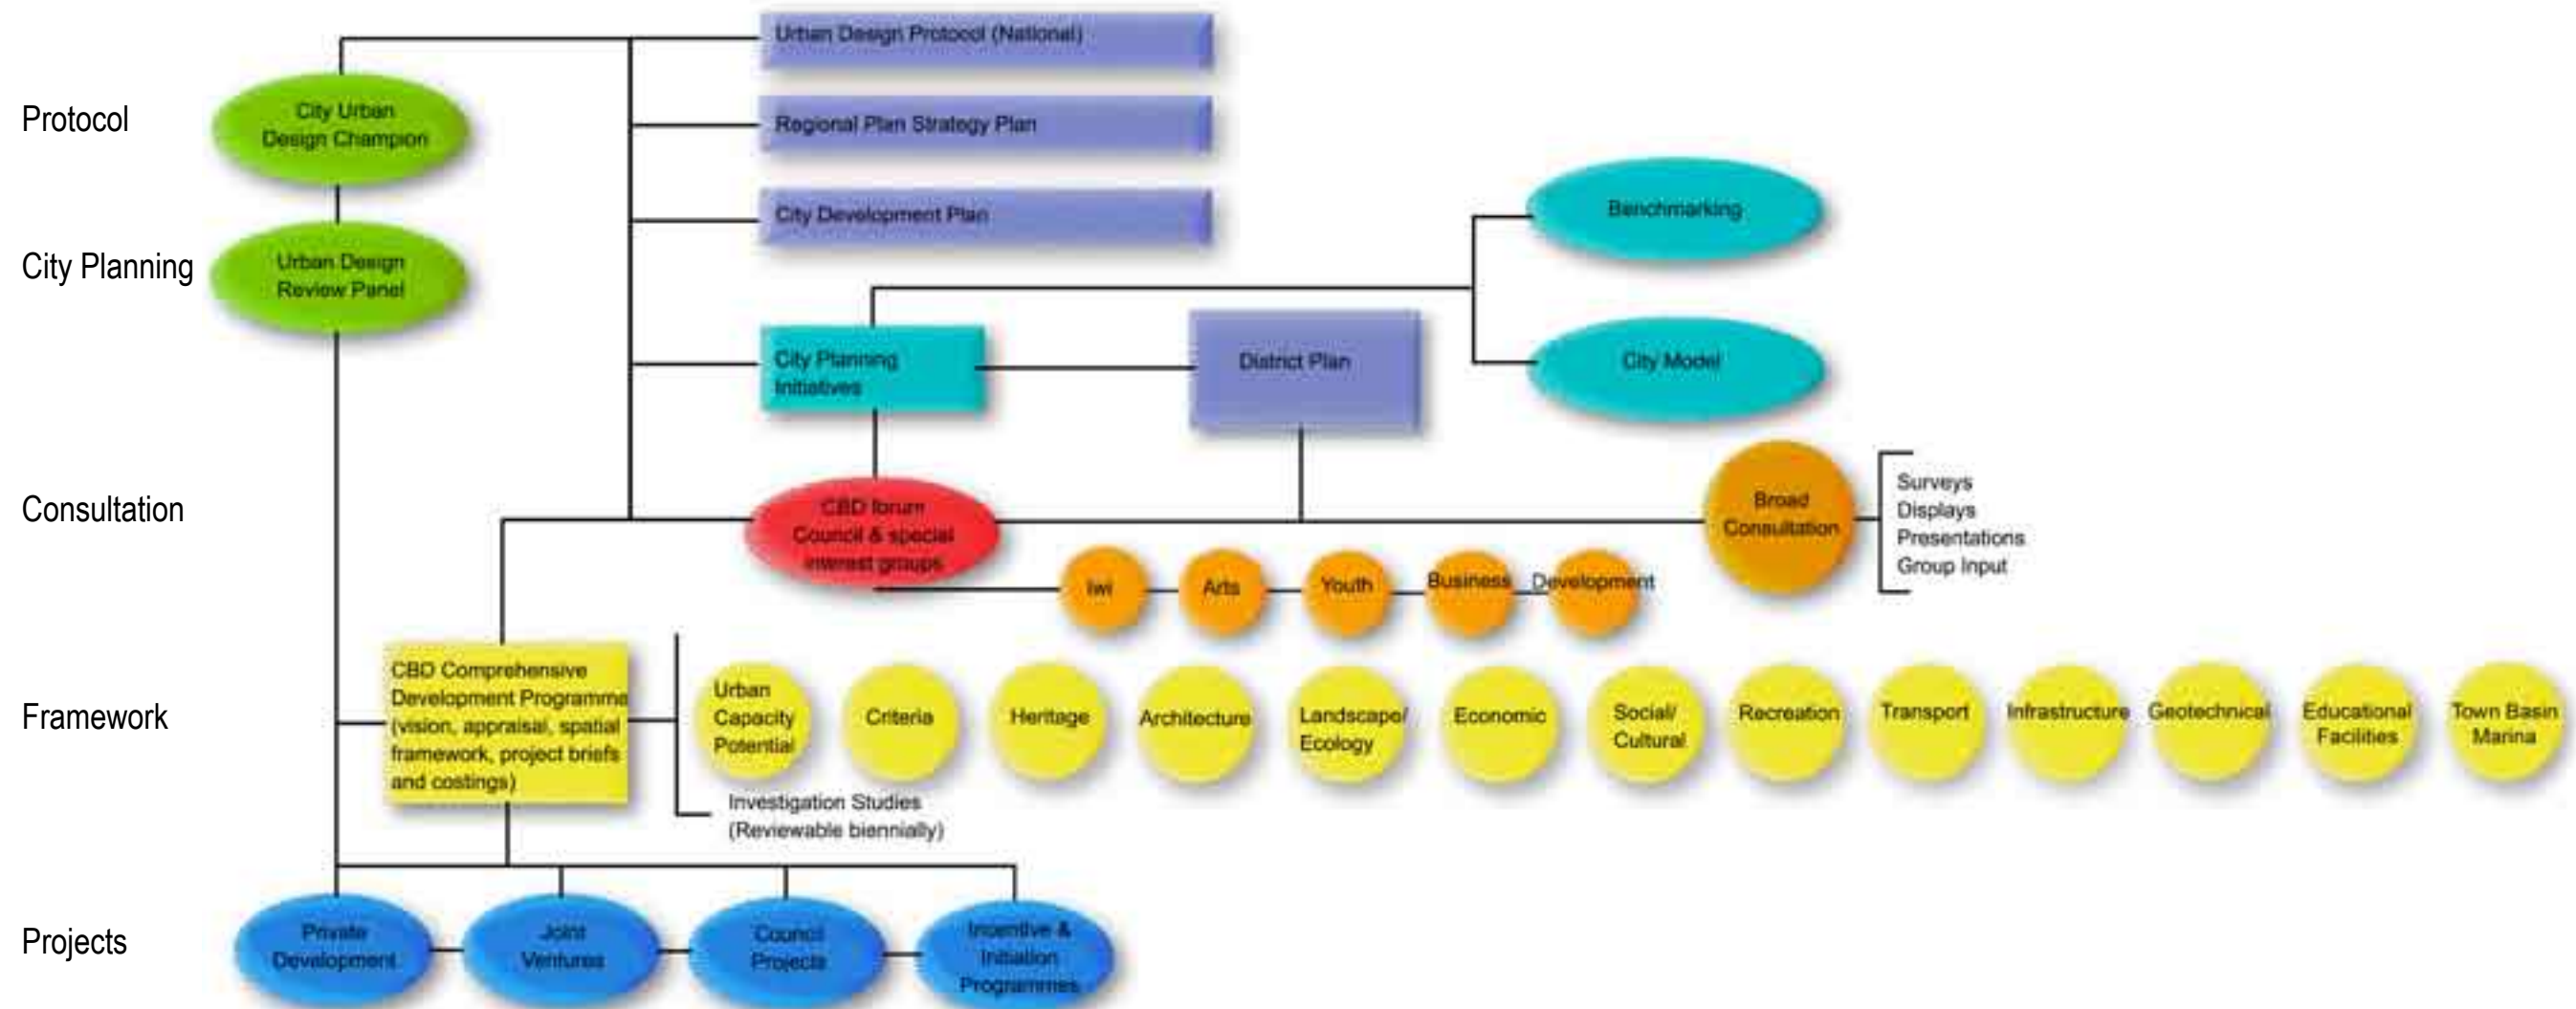 Protocol
City Urban
Design Champion
Urban Design Protocol (National)
Regional Plan Strategy Plan
City Development Plan
City Planning
Urban Design
Review Panel
Benchmarking
City Planning
Initiatives
District Plan
City Model
Consultation
CBD forum
Council & special
interest groups
Broad
Consultation
Surveys
Displays
Presentations
Group Input
Iwi
Arts
Youth
Business
Development
Framework
CBD Comprehensive
Development Programme
(vision, appraisal, spatial
framework, project briefs
and costings)
Urban
Capacity
Potential
Criteria
Heritage
Architecture
Landscape/
Ecology
Economic
Social/
Cultural
Recreation
Transport
Infrastructure
Geotechnical
Educational
Facilities
Town Basin
Marina
Investigation Studies
(Reviewable biennially)
Projects
Private
Development
Joint
Ventures
Council
Projects
Incentive &
Initiation
Programmes